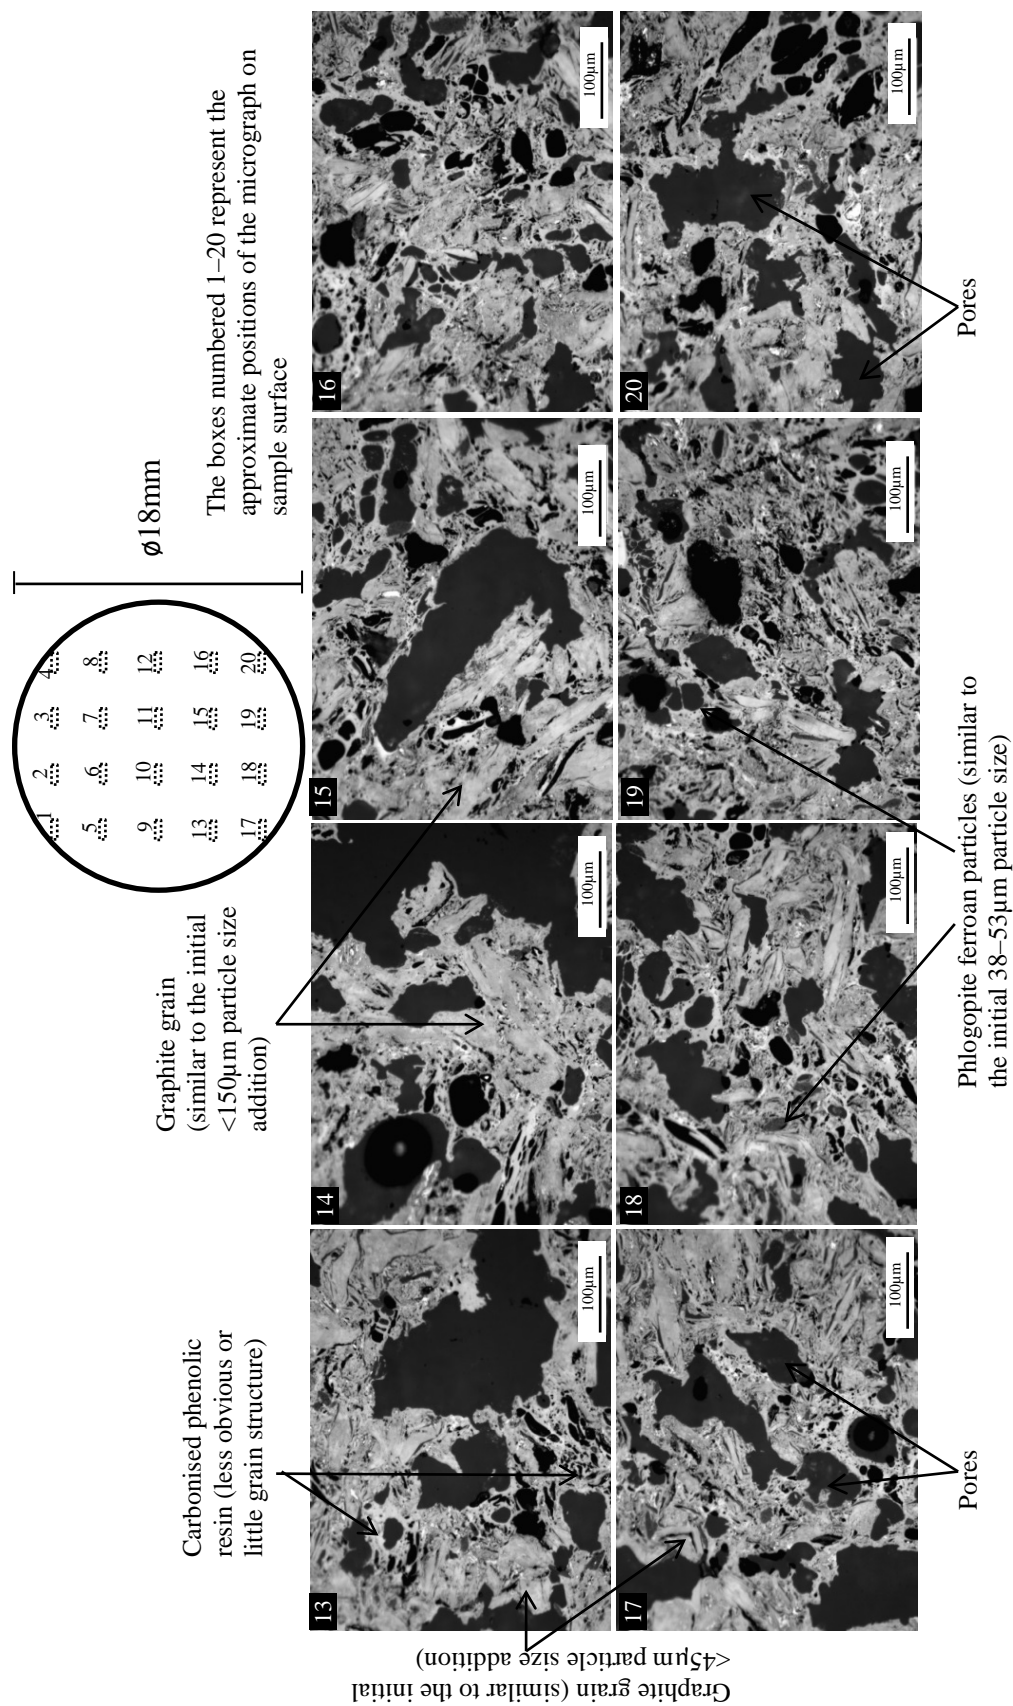 Carbonised phenolic
resin (less obvious or
little grain structure)
Graphite grain
(similar to the initial
<150µm particle size
addition)
1 2 3 4
5 6 7 8
9 10 11 12
13 14 15 16
17 18 19 20
ø18mm
The boxes numbered 1–20 represent the
approximate positions of the micrograph on
sample surface
Graphite grain (similar to the initial
<45µm particle size addition)
13
100µm
14
100µm
15
100µm
16
100µm
17
100µm
18
100µm
19
100µm
20
100µm
Pores
Phlogopite ferroan particles (similar to
the initial 38–53µm particle size)
Pores